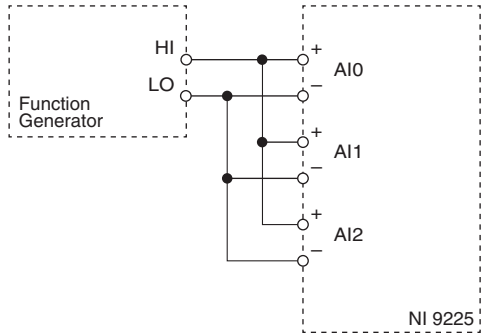 HI
LO
Function
Generator
+
AI0
–
+
AI1
–
+
AI2
–
NI 9225